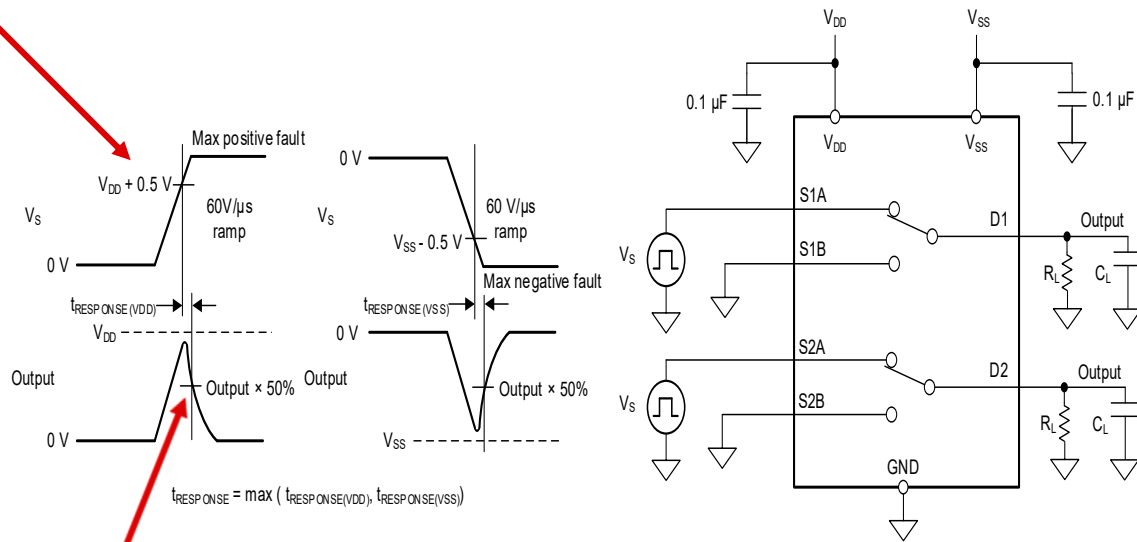 Max positive fault
V_DD + 0.5 V
V_S
60V/µs
ramp
0 V
t_RESPONSE(VDD)
V_DD
Output
Output × 50%
0 V
0 V
V_S
60 V/µs
ramp
V_SS - 0.5 V
Max negative fault
t_RESPONSE(VSS)
0 V
Output
Output × 50%
V_SS
t_RESPONSE = max ( t_RESPONSE(VDD), t_RESPONSE(VSS))
V_DD
V_SS
0.1 µF
0.1 µF
V_DD
V_SS
S1A
D1
Output
V_S
S1B
R_L
C_L
S2A
D2
Output
V_S
S2B
R_L
C_L
GND